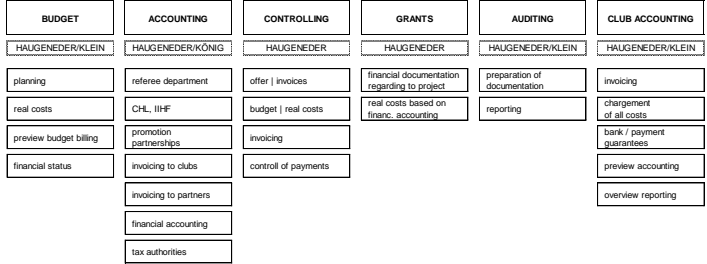 BUDGET
ACCOUNTING
CONTROLLING
GRANTS
AUDITING
CLUB ACCOUNTING
HAUGENEDER/KLEIN
HAUGENEDER/KÖNIG
HAUGENEDER
HAUGENEDER
HAUGENEDER/KLEIN
HAUGENEDER/KLEIN
planning
real costs
preview budget billing
financial status
referee department
CHL, IIHF
promotion
partnerships
invoicing to clubs
invoicing to partners
financial accounting
tax authorities
offer | invoices
budget | real costs
invoicing
controll of payments
financial documentation
regarding to project
real costs based on
financ. accounting
preparation of
documentation
reporting
invoicing
chargement
of all costs
bank / payment
guarantees
preview accounting
overview reporting